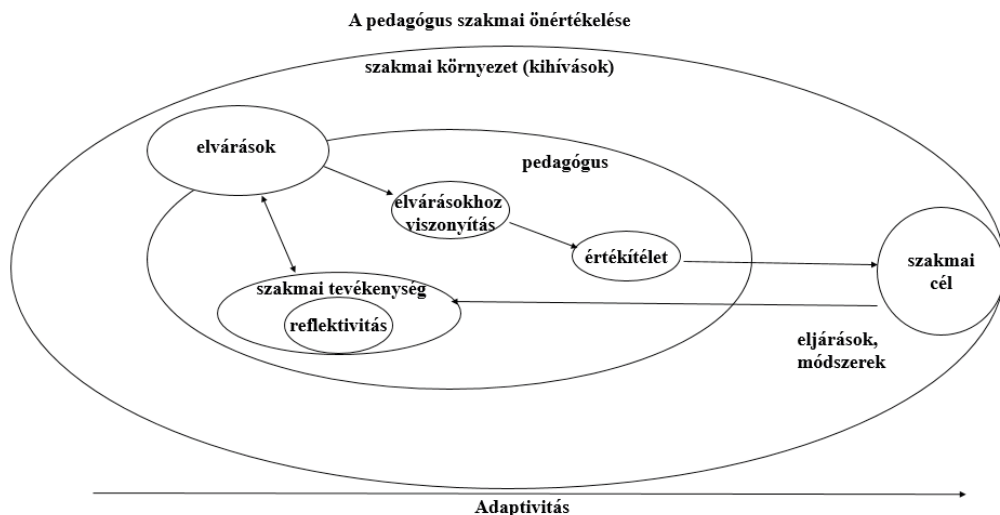 A pedagógus szakmai önértékelése
szakmai környezet (kihívások)
elvárások
pedagógus
elvárásokhoz
viszonyítás
értékítélet
szakmai
cél
szakmai tevékenység
reflektivitás
eljárások,
módszerek
Adaptivitás